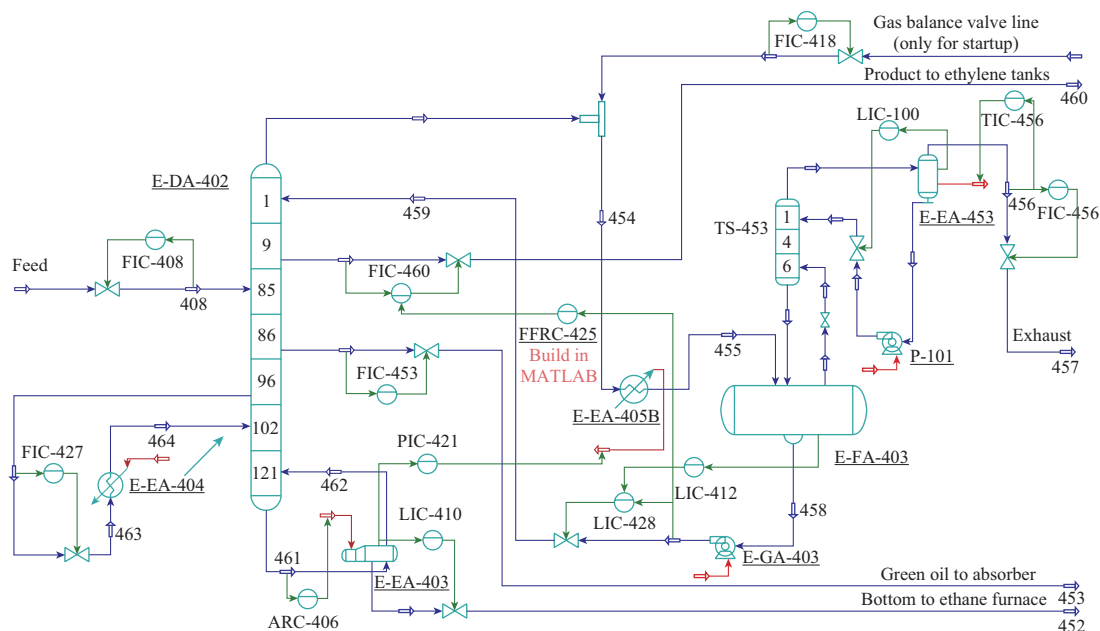 Gas balance valve line
(only for startup)
FIC-418
Product to ethylene tanks
460
LIC-100
TIC-456
E-DA-402
1
459
454
TS-453
1
4
6
E-EA-453
456
FIC-456
9
FIC-408
Feed
408
FIC-460
85
FFRC-425
Build in
MATLAB
455
P-101
Exhaust
457
86
FIC-453
96
E-EA-405B
102
464
FIC-427
E-EA-404
PIC-421
E-FA-403
121
462
LIC-412
463
LIC-410
LIC-428
458
461
E-EA-403
E-GA-403
ARC-406
Green oil to absorber
453
Bottom to ethane furnace
452